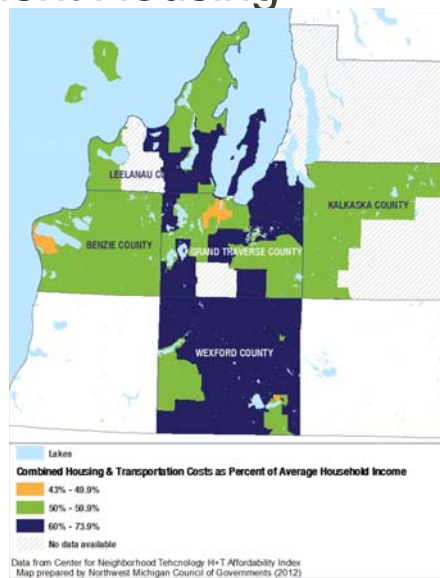 LEELANAU CO
KALKASKA COUNTY
BENZIE COUNTY
GRAND TRAVERSE COUNTY
WEXFORD COUNTY
Lakes
Combined Housing & Transportation Costs as Percent of Average Household Income
43% - 49.9%
50% - 59.9%
60% - 73.9%
No data available
Data from Center for Neighborhood Tehcnology H+T Affordability Index
Map prepared by Northwest Michigan Council of Governments (2012)